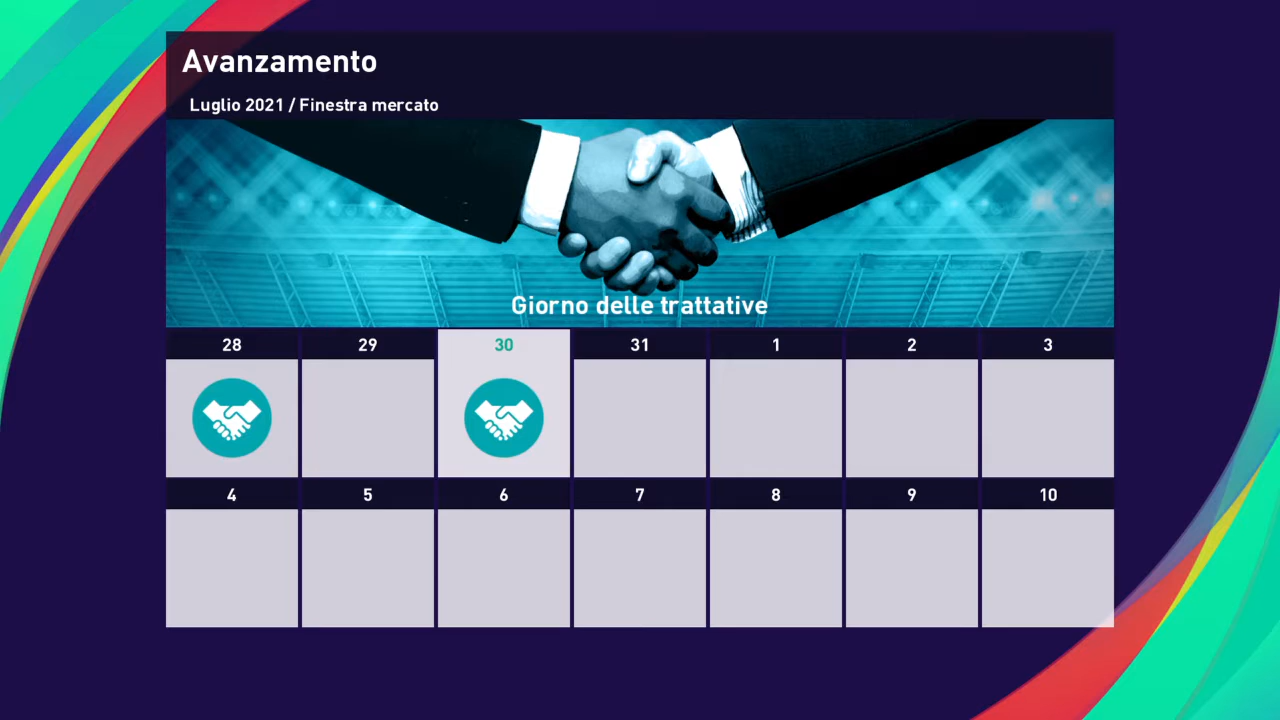 Avanzamento
Luglio 2021 / Finestra mercato
Giorno delle trattative
28 29 30 31 1 2 3
4 5 6 7 8 9 10